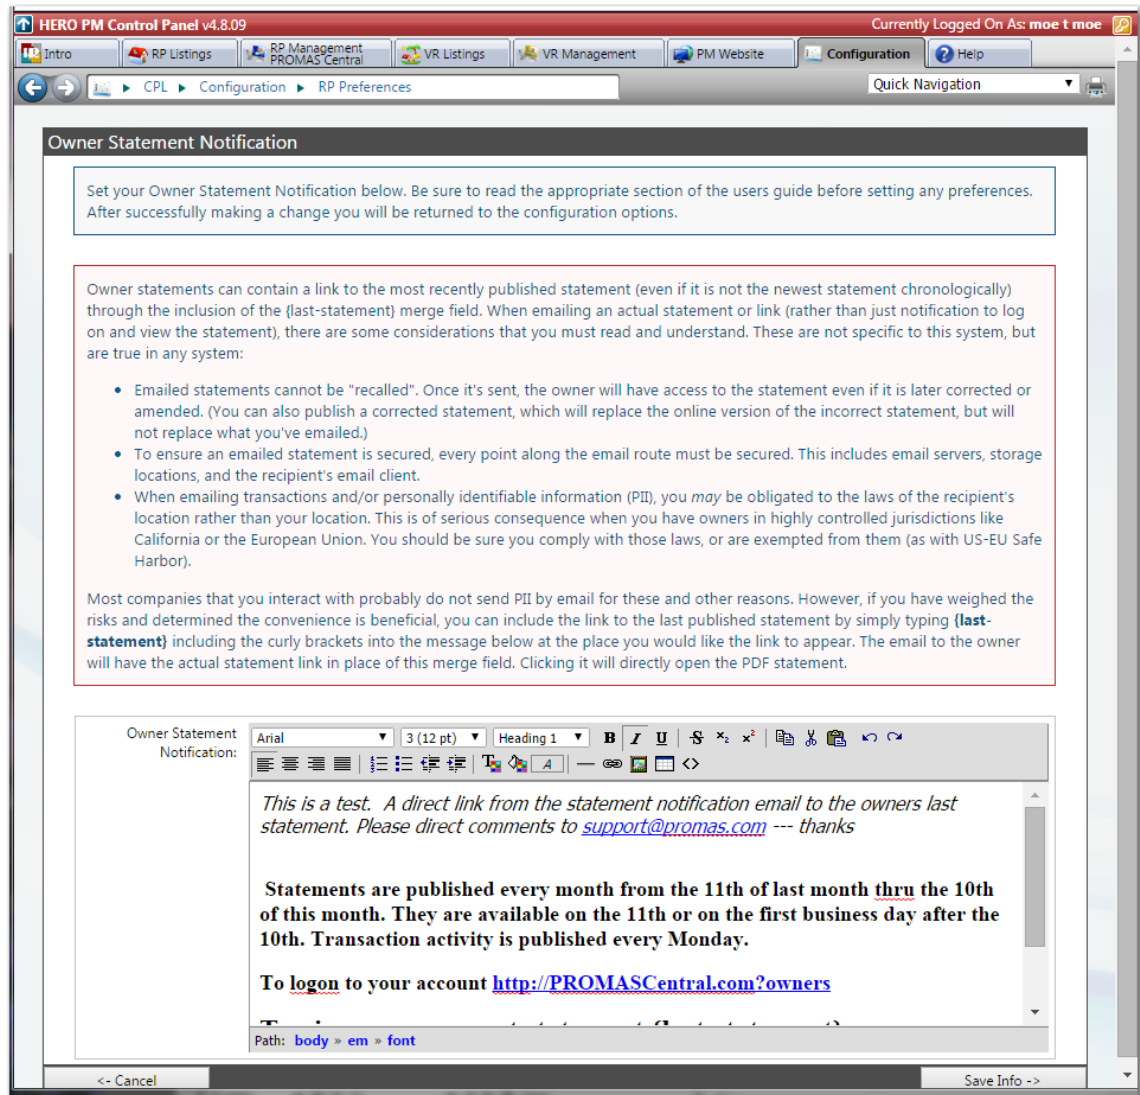 HERO PM Control Panel v4.8.09
Currently Logged On As: moe t moe
Intro
RP Listings
RP Management
PROMAS Central
VR Listings
VR Management
PM Website
Configuration
Help
CPL ▶ Configuration ▶ RP Preferences
Quick Navigation
Owner Statement Notification
Set your Owner Statement Notification below. Be sure to read the appropriate section of the users guide before setting any preferences.
After successfully making a change you will be returned to the configuration options.
Owner statements can contain a link to the most recently published statement (even if it is not the newest statement chronologically)
through the inclusion of the {last-statement} merge field. When emailing an actual statement or link (rather than just notification to log
on and view the statement), there are some considerations that you must read and understand. These are not specific to this system, but
are true in any system:
• Emailed statements cannot be "recalled". Once it's sent, the owner will have access to the statement even if it is later corrected or
amended. (You can also publish a corrected statement, which will replace the online version of the incorrect statement, but will
not replace what you've emailed.)
• To ensure an emailed statement is secured, every point along the email route must be secured. This includes email servers, storage
locations, and the recipient's email client.
• When emailing transactions and/or personally identifiable information (PII), you may be obligated to the laws of the recipient's
location rather than your location. This is of serious consequence when you have owners in highly controlled jurisdictions like
California or the European Union. You should be sure you comply with those laws, or are exempted from them (as with US-EU Safe
Harbor).
Most companies that you interact with probably do not send PII by email for these and other reasons. However, if you have weighed the
risks and determined the convenience is beneficial, you can include the link to the last published statement by simply typing {last-
statement} including the curly brackets into the message below at the place you would like the link to appear. The email to the owner
will have the actual statement link in place of this merge field. Clicking it will directly open the PDF statement.
Owner Statement
Notification:
Arial
3 (12 pt)
Heading 1
B I U S x₂ x²
A
This is a test. A direct link from the statement notification email to the owners last
statement. Please direct comments to support@promas.com --- thanks
Statements are published every month from the 11th of last month thru the 10th
of this month. They are available on the 11th or on the first business day after the
10th. Transaction activity is published every Monday.
To logon to your account http://PROMASCentral.com?owners
Path: body » em » font
<- Cancel
Save Info ->